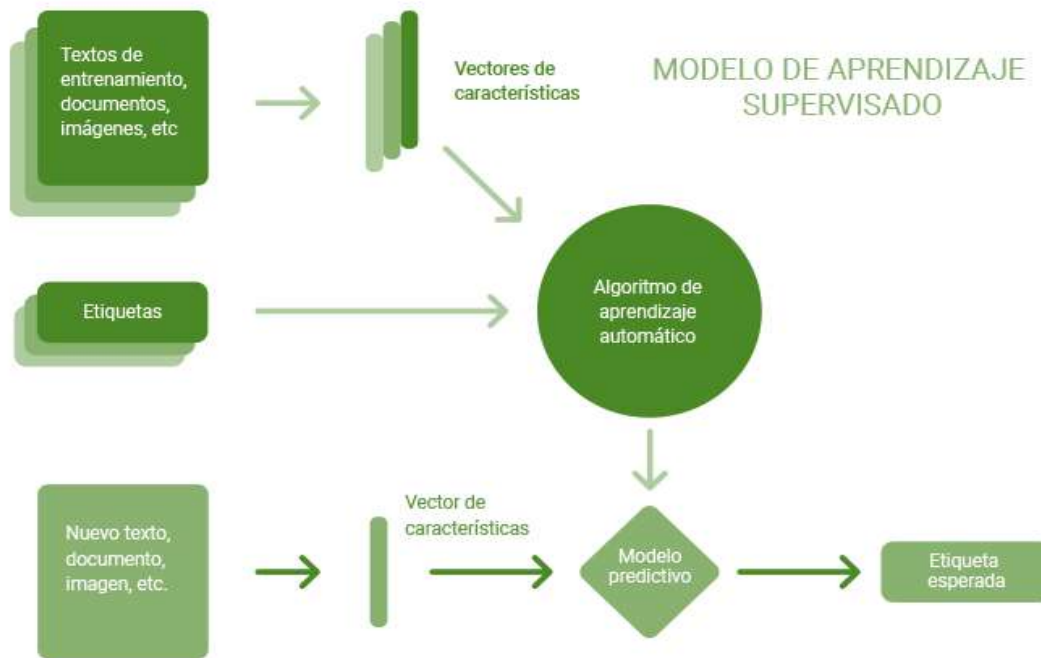 Textos de
entrenamiento,
documentos,
imágenes, etc
Vectores de
características
MODELO DE APRENDIZAJE
SUPERVISADO
Etiquetas
Algoritmo de
aprendizaje
automático
Nuevo texto,
documento,
imagen, etc.
Vector de
características
Modelo
predictivo
Etiqueta
esperada